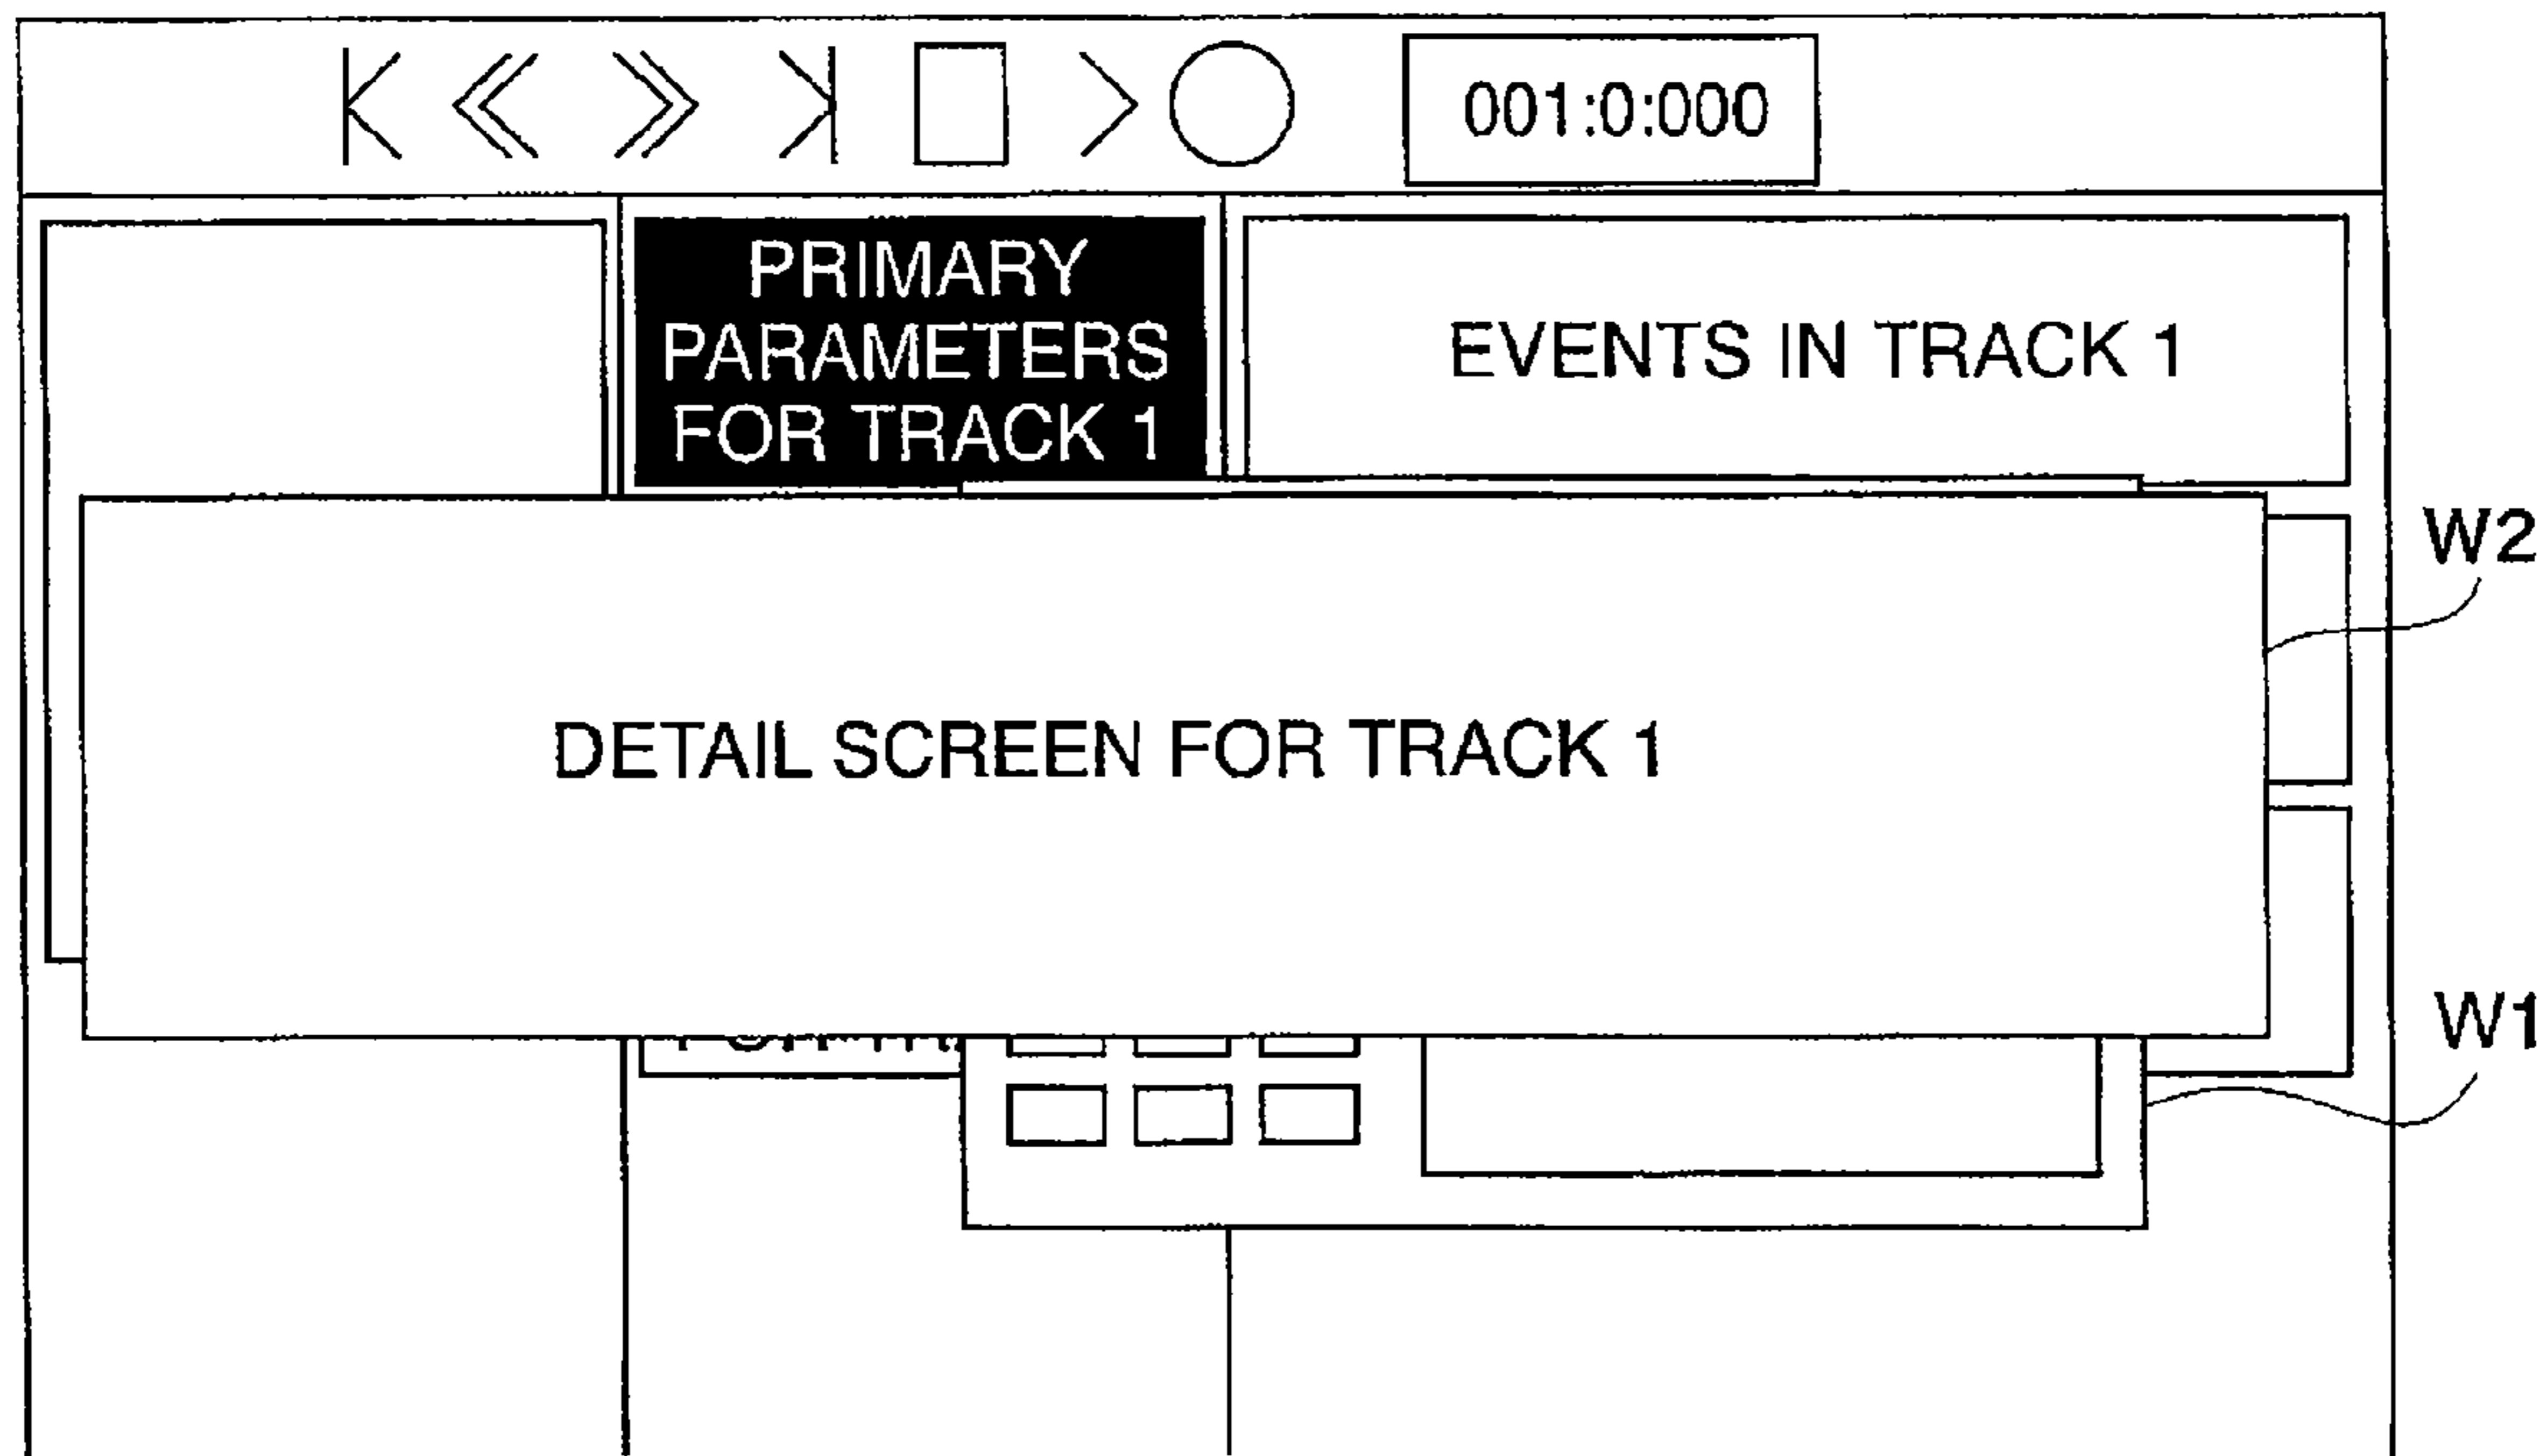 001:0:000
PRIMARY
PARAMETERS
FOR TRACK 1
EVENTS IN TRACK 1
W2
DETAIL SCREEN FOR TRACK 1
W1